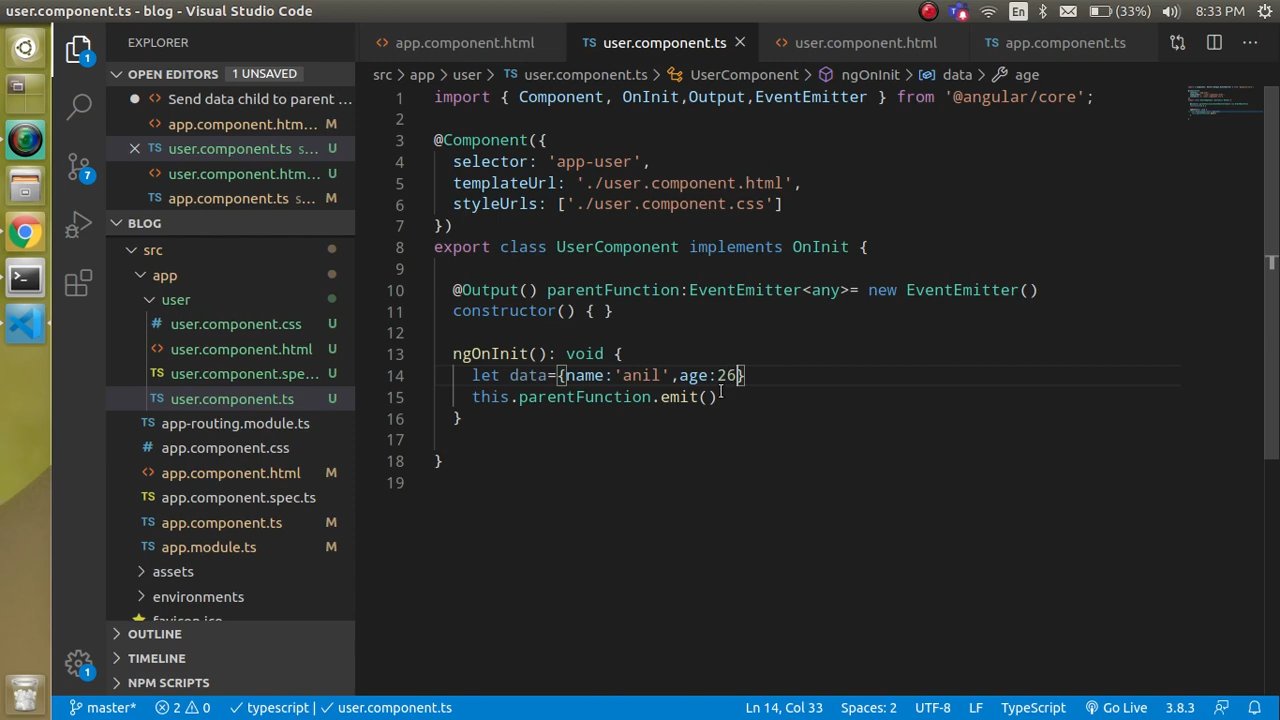 user.component.ts - blog - Visual Studio Code
En
(33%)
8:33 PM
EXPLORER
app.component.html
user.component.ts
user.component.html
app.component.ts
1
OPEN EDITORS
1 UNSAVED
src
app
user
TS user.component.ts
UserComponent
ngOnInit
data
age
Send data child to parent ...
app.component.htm...
TS user.component.ts s... U
user.component.htm... U
TS app.component.ts s... M
7
BLOG
src
app
user
# user.component.css U
user.component.html U
TS user.component.spe... U
TS user.component.ts U
TS app-routing.module.ts
app.component.css
app.component.html M
TS app.component.spec.ts
TS app.component.ts M
TS app.module.ts M
assets
environments
OUTLINE
TIMELINE
NPM SCRIPTS
1
1 import { Component, OnInit,Output,EventEmitter } from '@angular/core';
2
3 @Component({
4 selector: 'app-user',
5 templateUrl: './user.component.html',
6 styleUrls: ['./user.component.css']
7 })
8 export class UserComponent implements OnInit {
9
10 @Output() parentFunction:EventEmitter<any>= new EventEmitter()
11 constructor() { }
12
13 ngOnInit(): void {
14 let data={name:'anil',age:26}
15 this.parentFunction.emit()
16 }
17
18 }
19
master*
2
0
typescript |
user.component.ts
Ln 14, Col 33
Spaces: 2
UTF-8
LF
TypeScript
Go Live
3.8.3